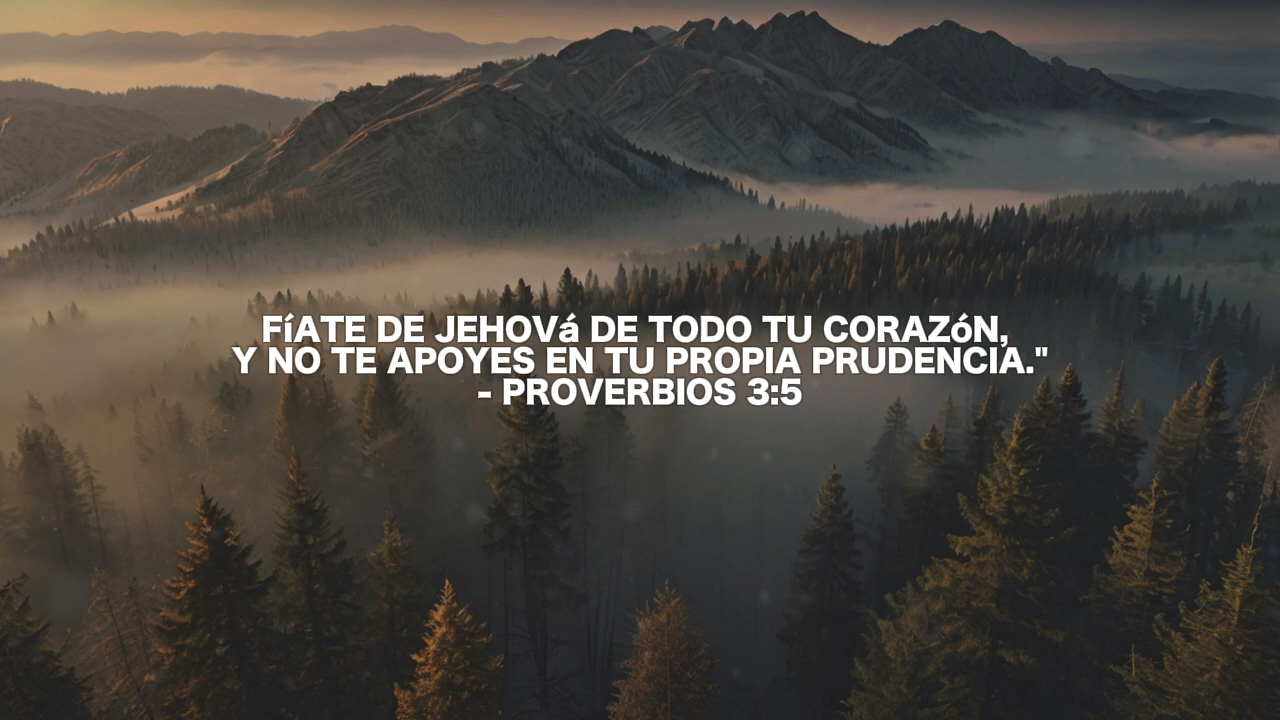 FíATE DE JEHOVá DE TODO TU CORAZóN,
Y NO TE APOYES EN TU PROPIA PRUDENCIA."
- PROVERBIOS 3:5